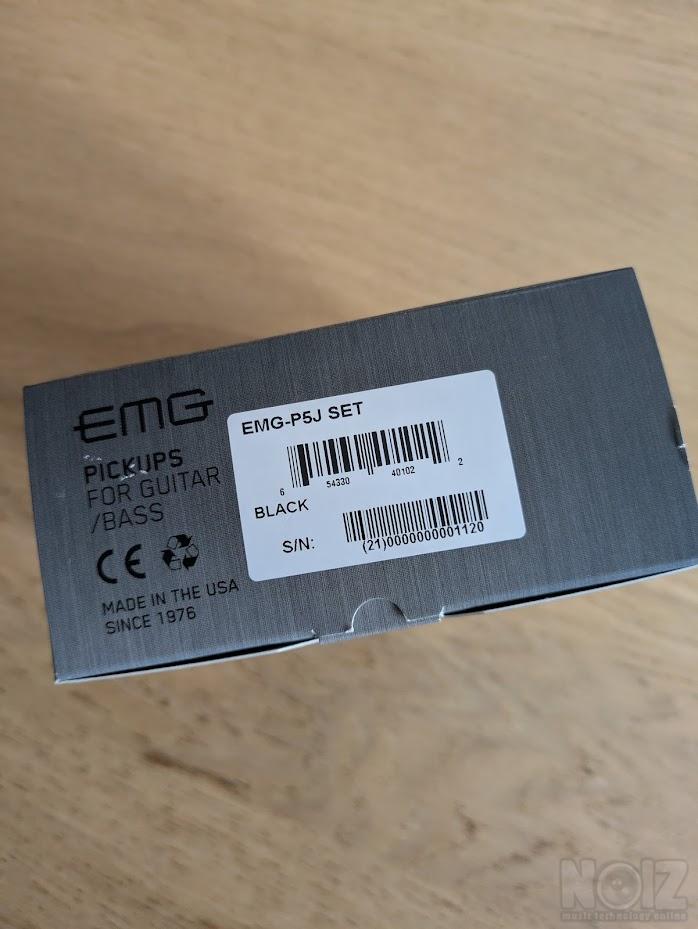 EMG
PICKUPS
FOR GUITAR
/BASS
MADE IN THE USA
SINCE 1976
EMG-P5J SET
6 54330 40102 2
BLACK
S/N:
(21)0000000001120
NOIZ
music technology online